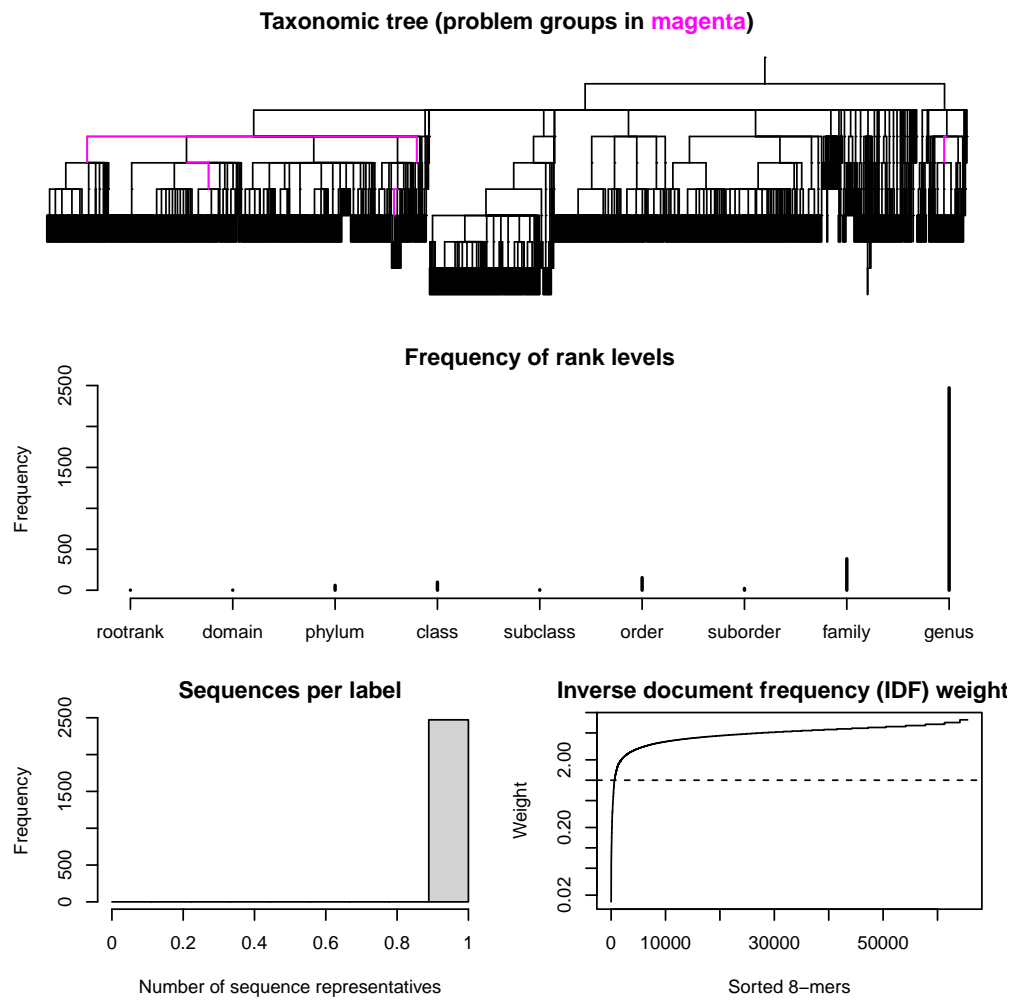 Taxonomic tree (problem groups in magenta)
Frequency of rank levels
Frequency
0
500
1500
2500
rootrank domain phylum class subclass order suborder family genus
Sequences per label
Frequency
0
500
1500
2500
0 0.2 0.4 0.6 0.8 1
Number of sequence representatives
Inverse document frequency (IDF) weight
Weight
0.02
0.20
2.00
0 10000 30000 50000
Sorted 8−mers